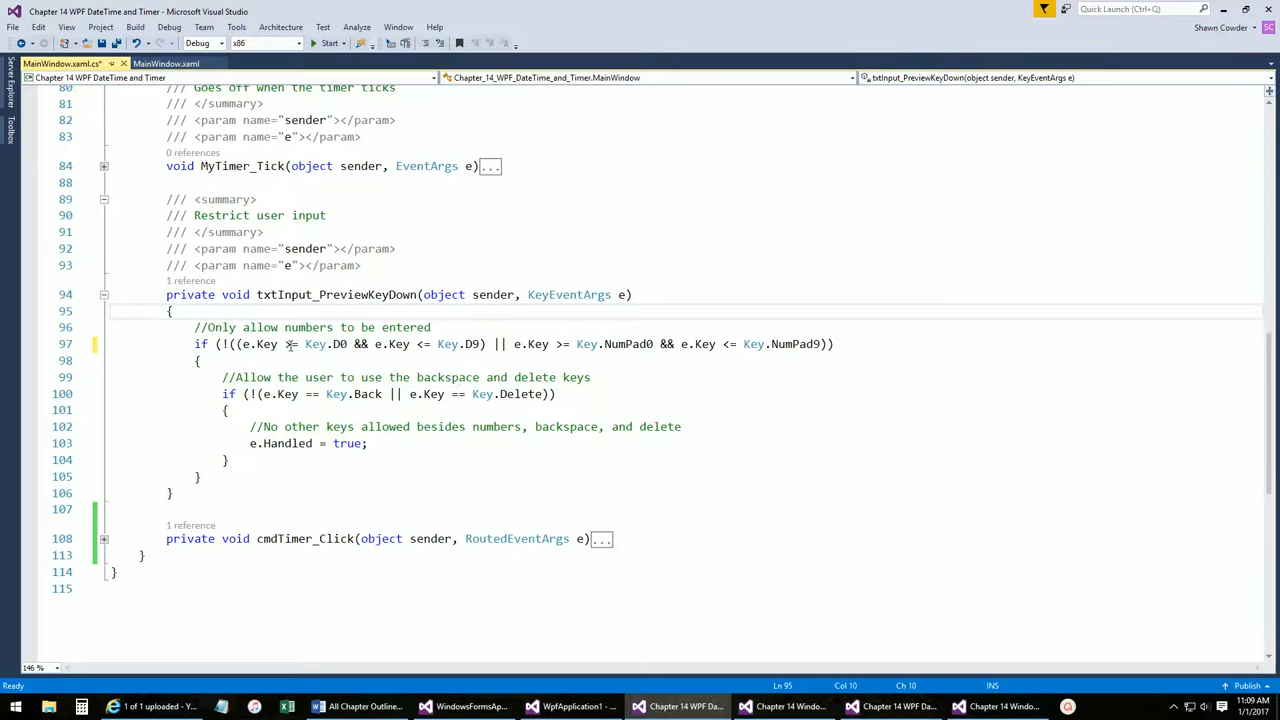 Chapter 14 WPF DateTime and Timer - Microsoft Visual Studio
Quick Launch (Ctrl+Q)
File Edit View Project Build Debug Team Tools Test Analyze Window Help
Shawn Cowder SC
Debug x86 Start
MainWindow.xaml.cs* MainWindow.xaml
Chapter 14 WPF DateTime and Timer Chapter_14_WPF_DateTime_and_Timer.MainWindow txtInput_PreviewKeyDown(object sender, KeyEventArgs e)
Server Explorer
Toolbox
80 /// Goes off when the timer ticks
81 /// </summary>
82 /// <param name="sender"></param>
83 /// <param name="e"></param>
0 references
84 void MyTimer_Tick(object sender, EventArgs e)...
88
89 /// <summary>
90 /// Restrict user input
91 /// </summary>
92 /// <param name="sender"></param>
93 /// <param name="e"></param>
1 reference
94 private void txtInput_PreviewKeyDown(object sender, KeyEventArgs e)
95 {
96 //Only allow numbers to be entered
97 if (!((e.Key >= Key.D0 && e.Key <= Key.D9) || e.Key >= Key.NumPad0 && e.Key <= Key.NumPad9))
98 {
99 //Allow the user to use the backspace and delete keys
100 if (!(e.Key == Key.Back || e.Key == Key.Delete))
101 {
102 //No other keys allowed besides numbers, backspace, and delete
103 e.Handled = true;
104 }
105 }
106 }
107
1 reference
108 private void cmdTimer_Click(object sender, RoutedEventArgs e)...
113 }
114 }
115
146 %
Ready Ln 95 Col 10 Ch 10 INS Publish
1 of 1 uploaded - Y... All Chapter Outline... WindowsFormsAp... WpfApplication1 - ... Chapter 14 WPF Da... Chapter 14 Windo... Chapter 14 WPF Da... Chapter 14 Windo... 11:09 AM
1/1/2017